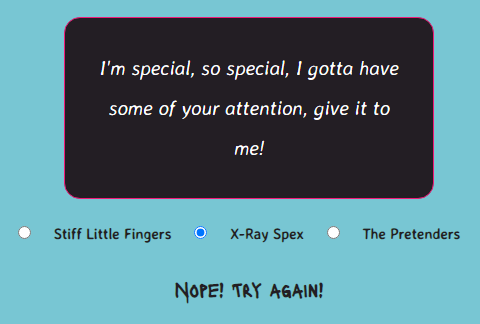 I'm special, so special, I gotta have
some of your attention, give it to
me!
Stiff Little Fingers X-Ray Spex The Pretenders
Nope! try again!